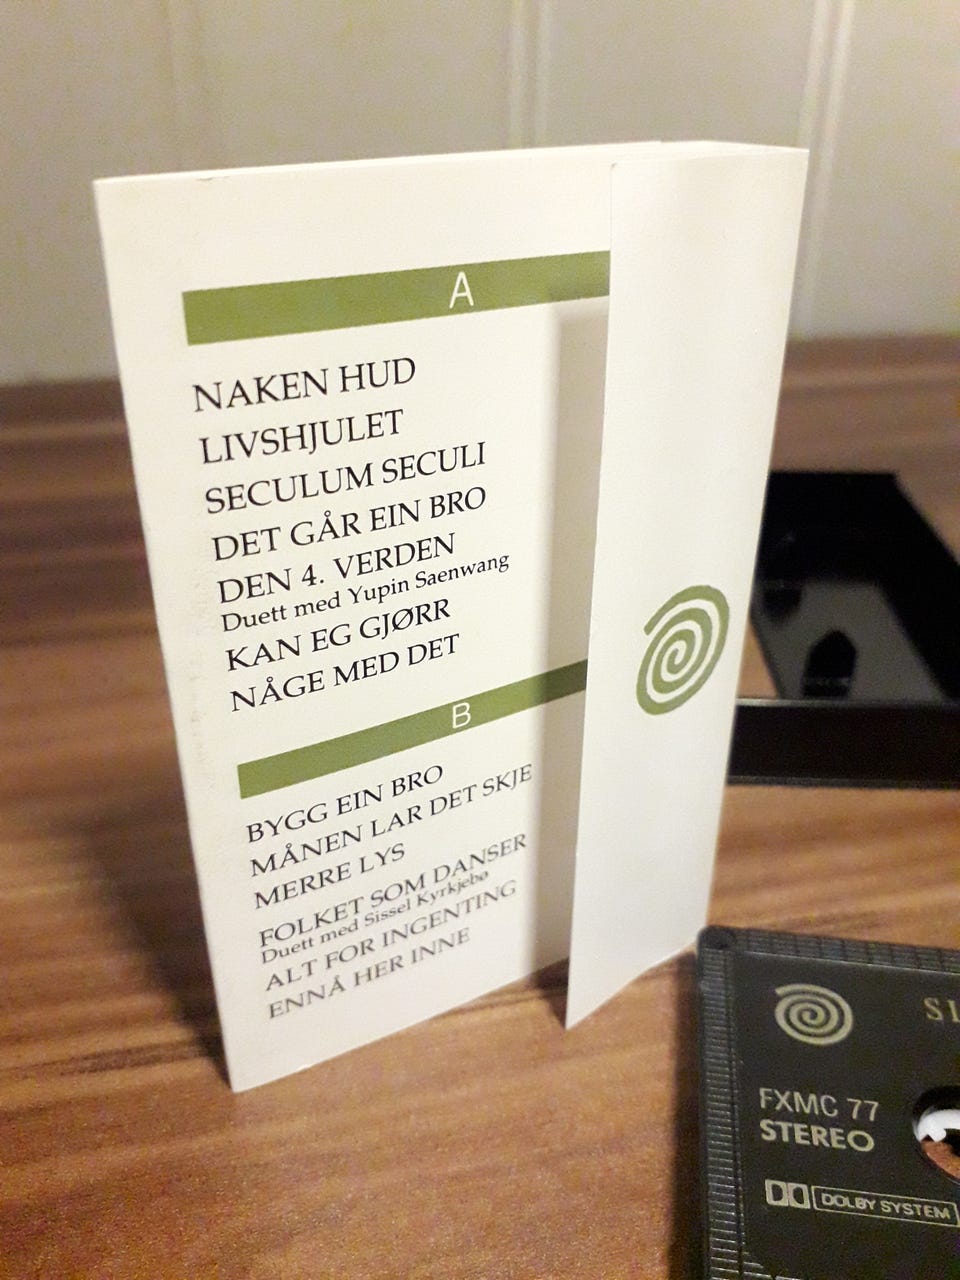 A
NAKEN HUD
LIVSHJULET
SECULUM SECULI
DET GÅR EIN BRO
DEN 4. VERDEN
Duett med Yupin Saenwang
KAN EG GJØRR
NÅGE MED DET
B
BYGG EIN BRO
MÅNEN LAR DET SKJE
MERRE LYS
FOLKET SOM DANSER
Duett med Sissel Kyrkjebø
ALT FOR INGENTING
ENNÅ HER INNE
FXMC 77
STEREO
DOLBY SYSTEM